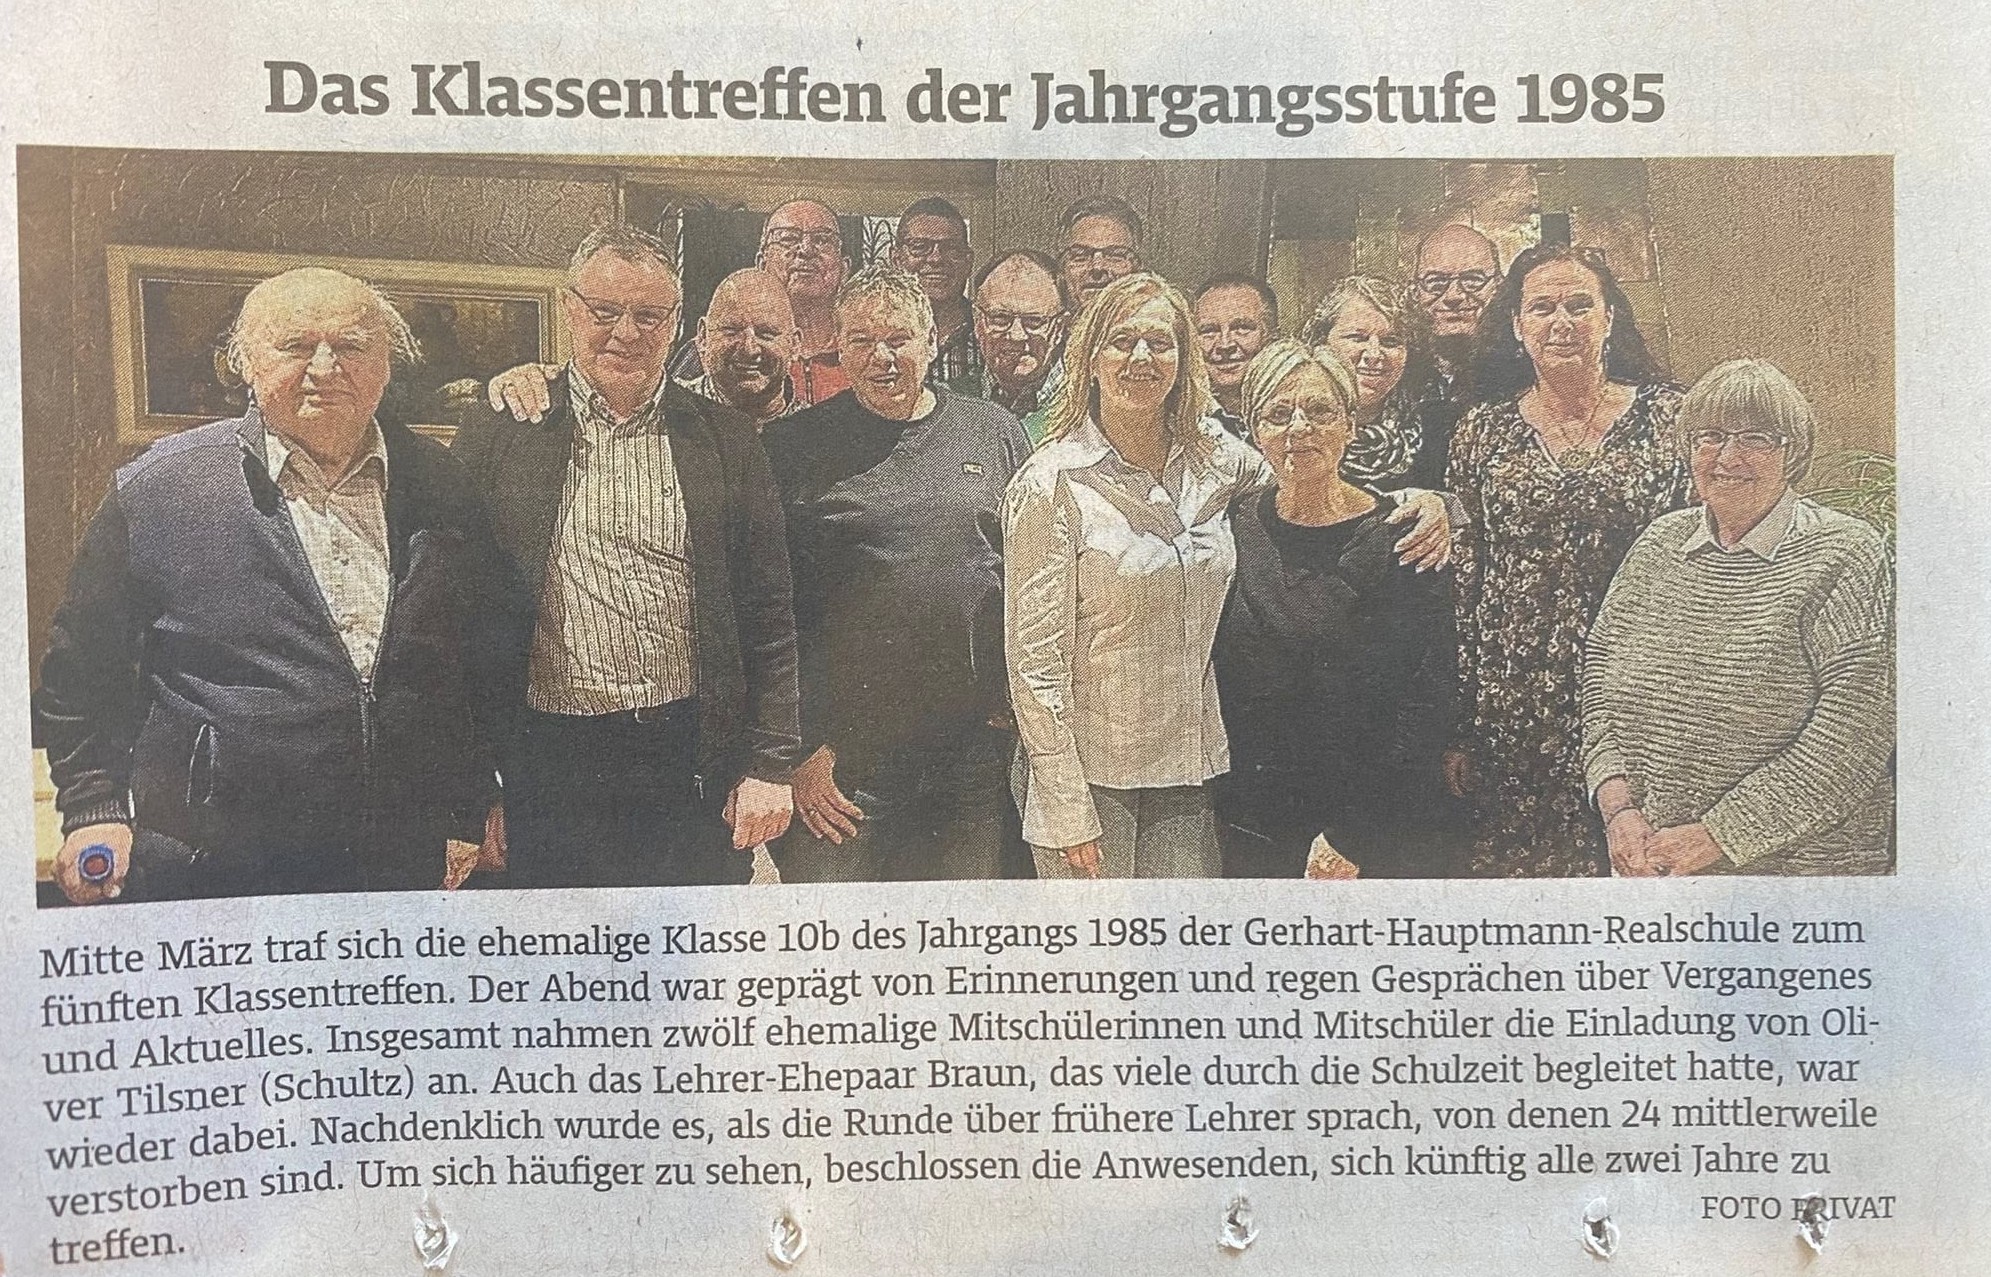 Das Klassentreffen der Jahrgangsstufe 1985
Mitte März traf sich die ehemalige Klasse 10b des Jahrgangs 1985 der Gerhart-Hauptmann-Realschule zum
fünften Klassentreffen. Der Abend war geprägt von Erinnerungen und regen Gesprächen über Vergangenes
und Aktuelles. Insgesamt nahmen zwölf ehemalige Mitschülerinnen und Mitschüler die Einladung von Oli-
ver Tilsner (Schultz) an. Auch das Lehrer-Ehepaar Braun, das viele durch die Schulzeit begleitet hatte, war
wieder dabei. Nachdenklich wurde es, als die Runde über frühere Lehrer sprach, von denen 24 mittlerweile
verstorben sind. Um sich häufiger zu sehen, beschlossen die Anwesenden, sich künftig alle zwei Jahre zu
treffen.
FOTO PRIVAT